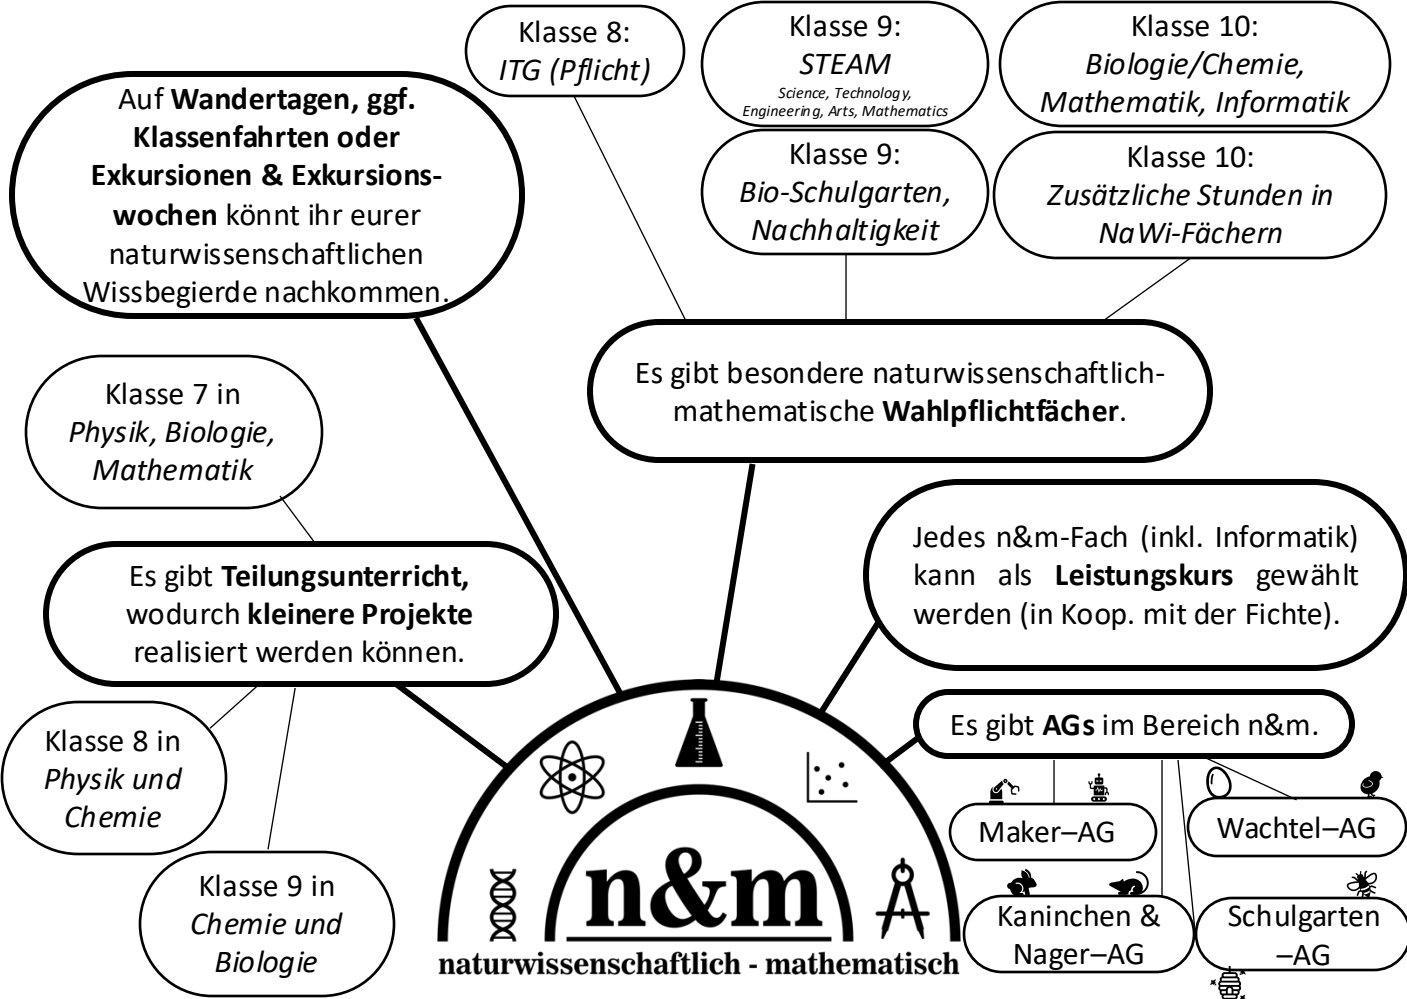 Klasse 8:
ITG (Pflicht)
Klasse 9:
STEAM
Science, Technology,
Engineering, Arts, Mathematics
Klasse 10:
Biologie/Chemie,
Mathematik, Informatik
Klasse 9:
Bio-Schulgarten,
Nachhaltigkeit
Klasse 10:
Zusätzliche Stunden in
NaWi-Fächern
Auf Wandertagen, ggf.
Klassenfahrten oder
Exkursionen & Exkursions-
wochen könnt ihr eurer
naturwissenschaftlichen
Wissbegierde nachkommen.
Es gibt besondere naturwissenschaftlich-
mathematische Wahlpflichtfächer.
Klasse 7 in
Physik, Biologie,
Mathematik
Es gibt Teilungsunterricht,
wodurch kleinere Projekte
realisiert werden können.
Jedes n&m-Fach (inkl. Informatik)
kann als Leistungskurs gewählt
werden (in Koop. mit der Fichte).
Klasse 8 in
Physik und
Chemie
Klasse 9 in
Chemie und
Biologie
Es gibt AGs im Bereich n&m.
Maker–AG
Wachtel–AG
Kaninchen &
Nager–AG
Schulgarten
–AG
n&m
naturwissenschaftlich - mathematisch